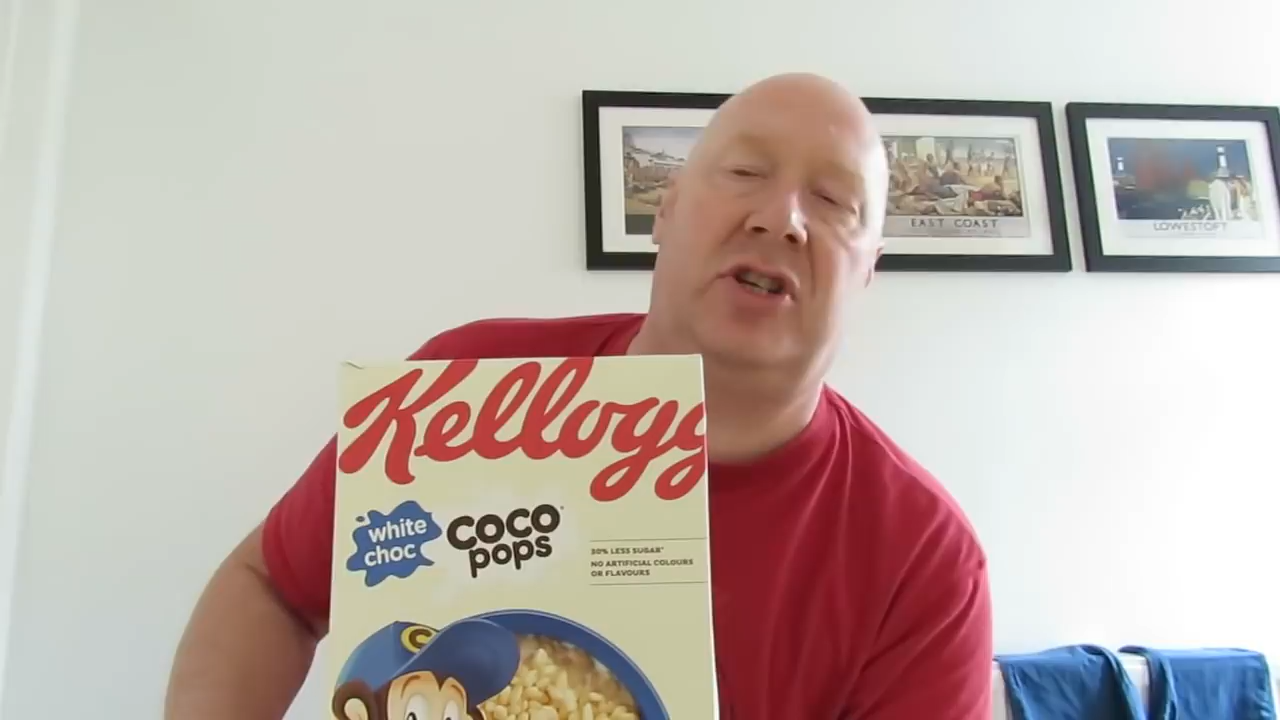 EAST COAST
LOWESTOFT
Kellogg
white
choc
coco
pops
30% LESS SUGAR*
NO ARTIFICIAL COLOURS
OR FLAVOURS
C